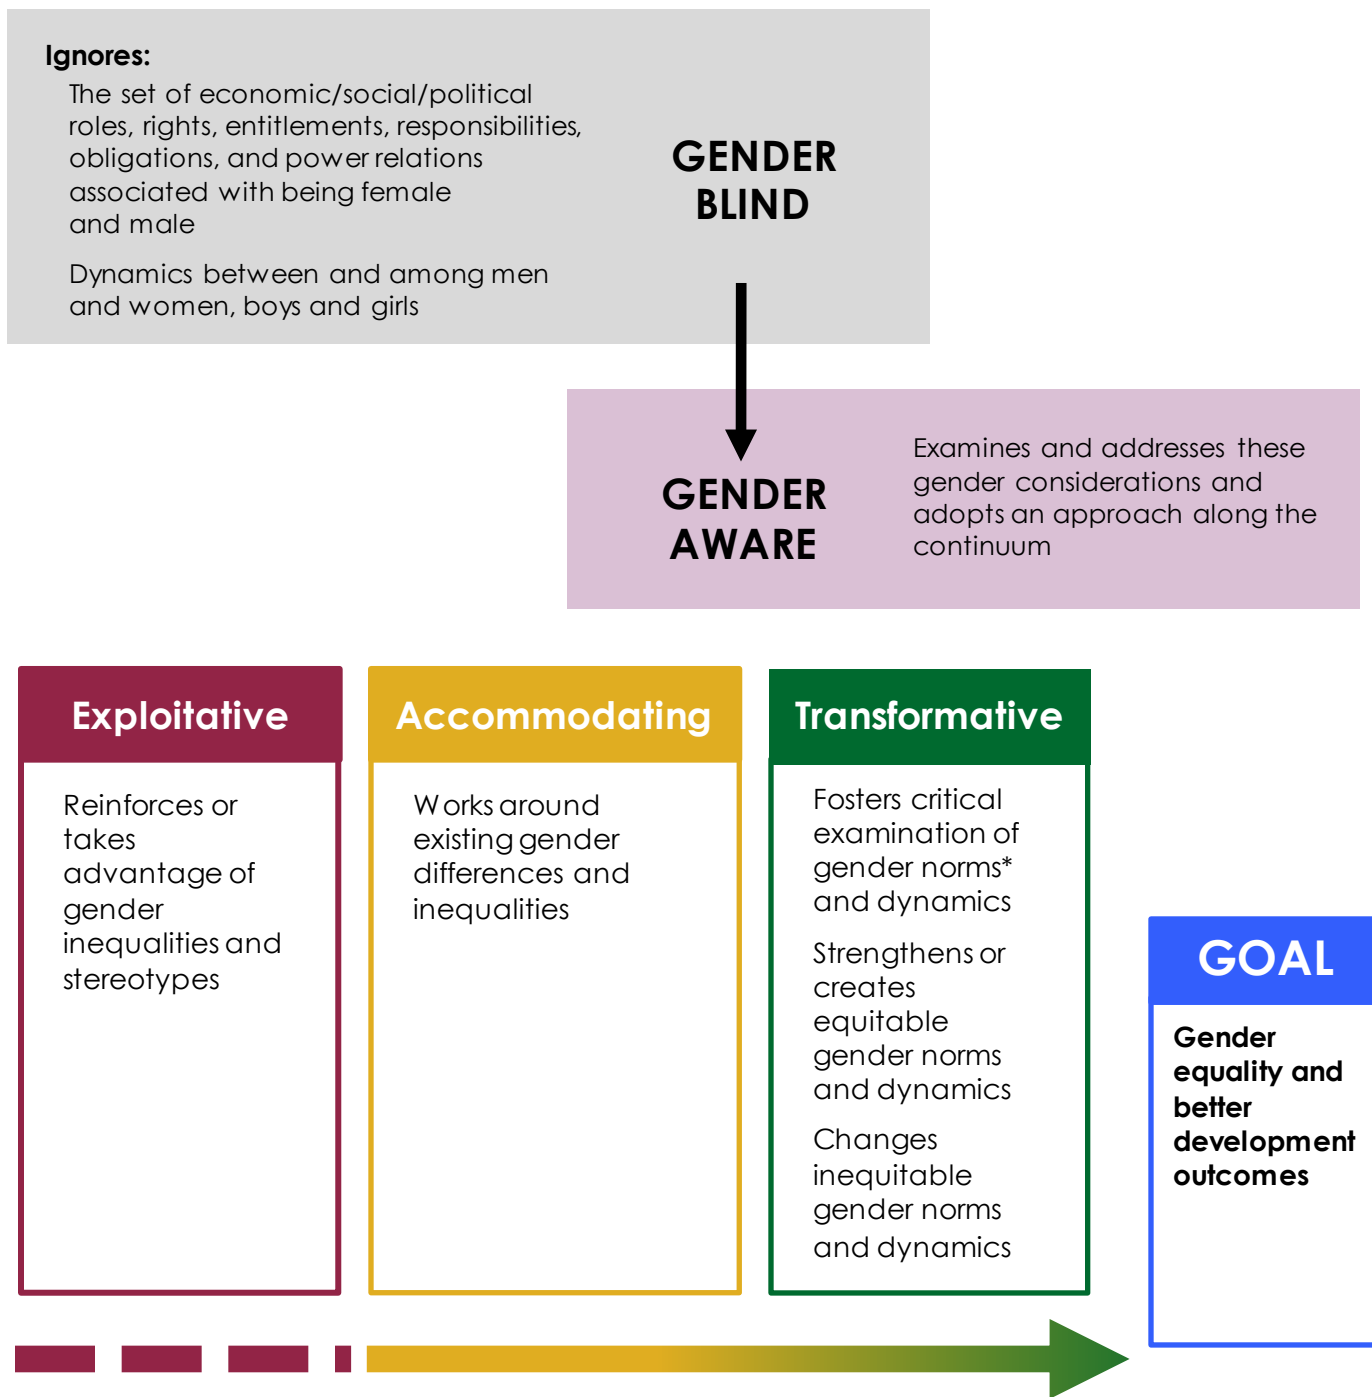 Ignores:
The set of economic/social/political
roles, rights, entitlements, responsibilities,
obligations, and power relations
associated with being female
and male
Dynamics between and among men
and women, boys and girls
GENDER
BLIND
GENDER
AWARE
Examines and addresses these
gender considerations and
adopts an approach along the
continuum
Exploitative
Reinforces or
takes
advantage of
gender
inequalities and
stereotypes
Accommodating
Works around
existing gender
differences and
inequalities
Transformative
Fosters critical
examination of
gender norms*
and dynamics
Strengthens or
creates
equitable
gender norms
and dynamics
Changes
inequitable
gender norms
and dynamics
GOAL
Gender
equality and
better
development
outcomes